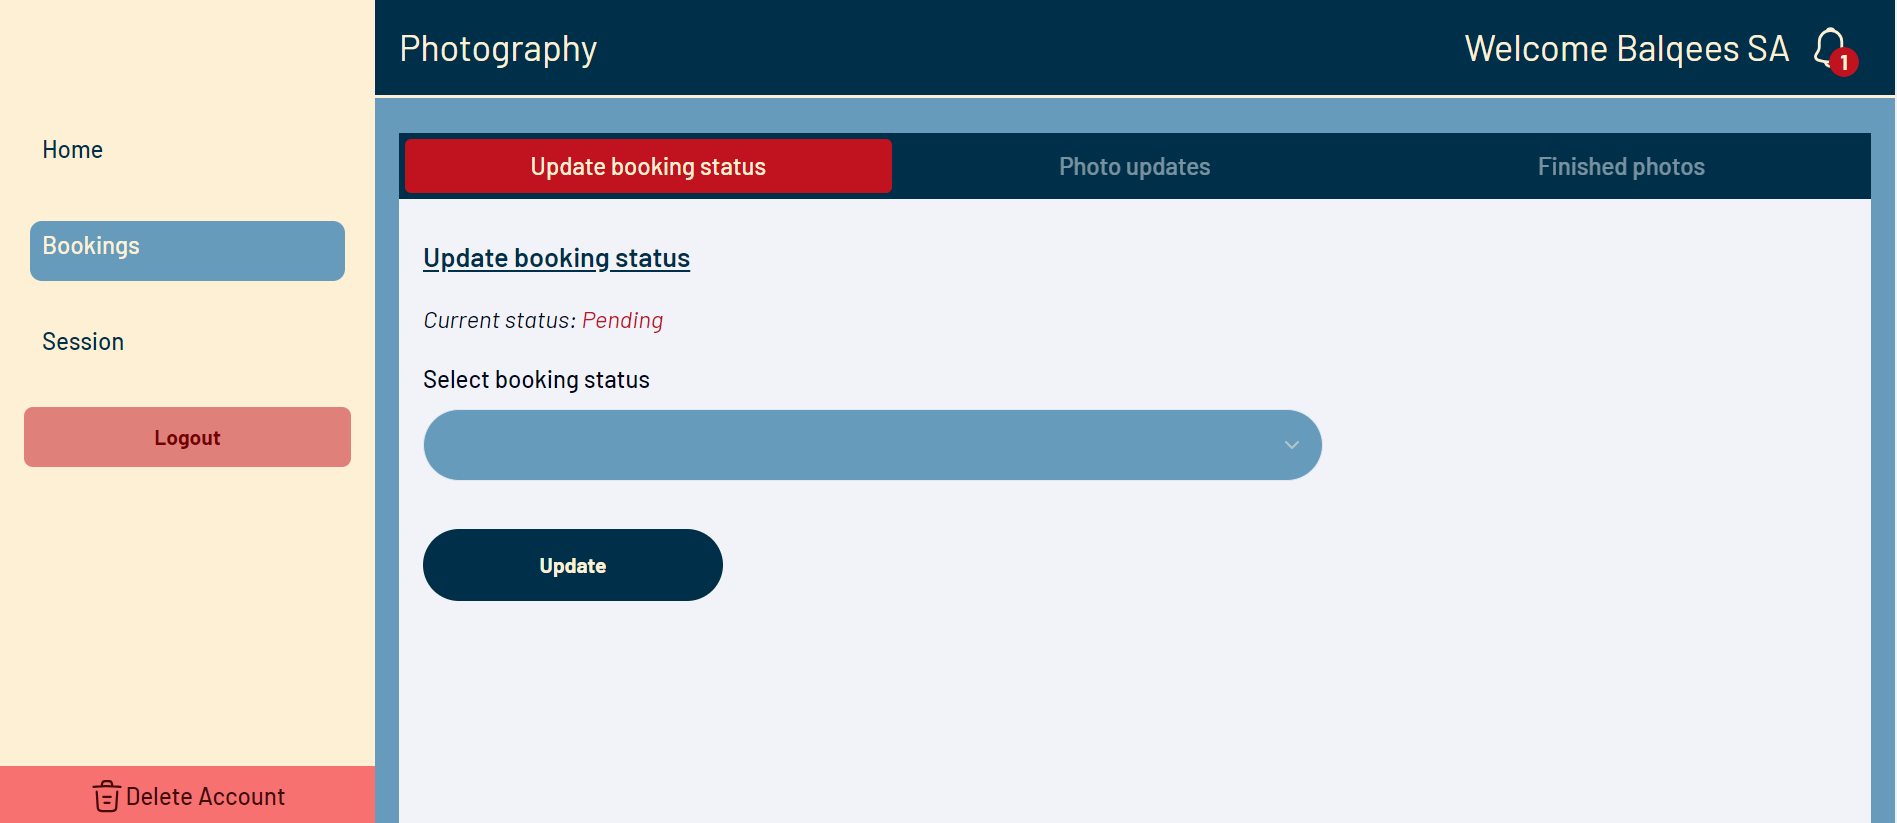 Photography
Welcome Balqees SA
1
Home
Bookings
Session
Logout
Delete Account
Update booking status
Photo updates
Finished photos
Update booking status
Current status: Pending
Select booking status
Update